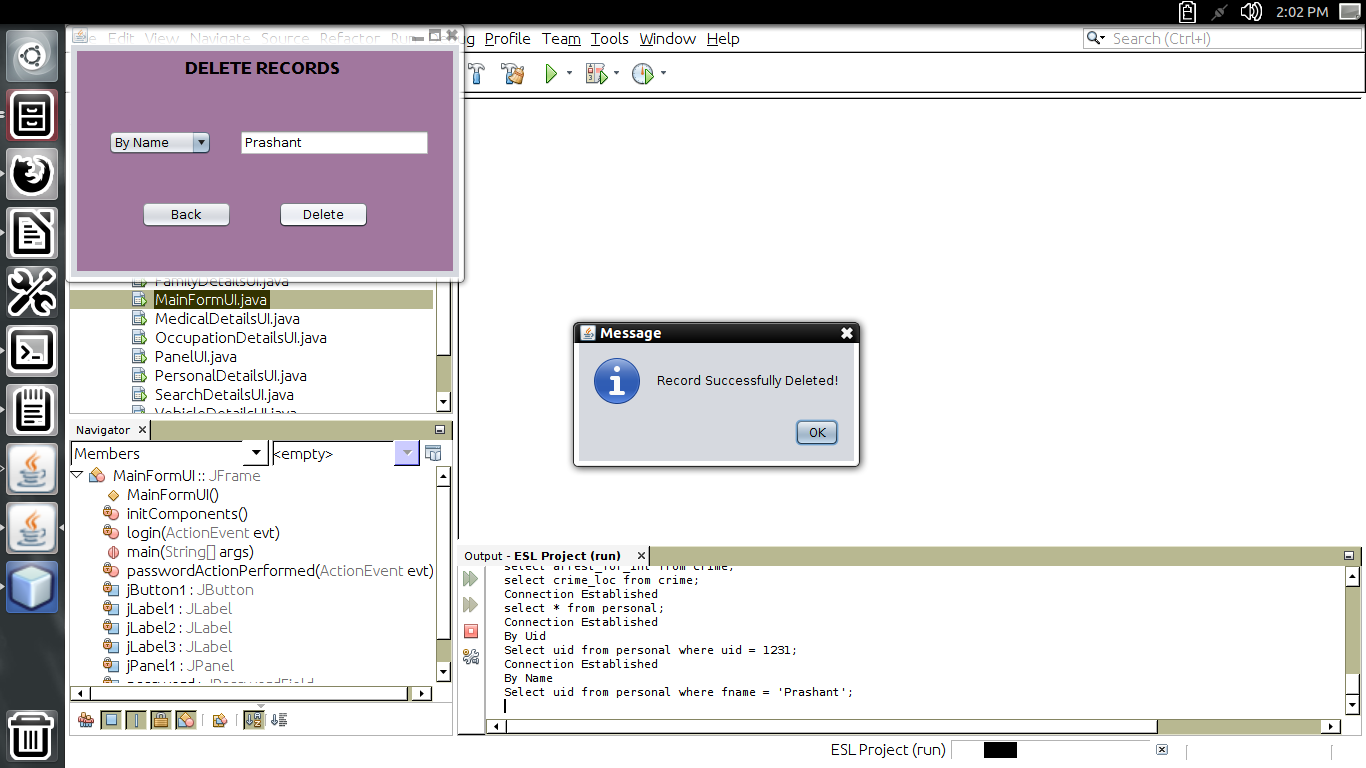 2:02 PM
Edit View Navigate Source Refactor Run Profile Team Tools Window Help
Search (Ctrl+I)
DELETE RECORDS
By Name
Prashant
Back
Delete
FamilyDetailsUI.java
MainFormUI.java
MedicalDetailsUI.java
OccupationDetailsUI.java
PanelUI.java
PersonalDetailsUI.java
SearchDetailsUI.java
VehicleDetailsUI.java
Message
Record Successfully Deleted!
OK
Navigator
Members
<empty>
MainFormUI :: JFrame
MainFormUI()
initComponents()
login(ActionEvent evt)
main(String[] args)
passwordActionPerformed(ActionEvent evt)
jButton1 : JButton
jLabel1 : JLabel
jLabel2 : JLabel
jLabel3 : JLabel
jPanel1 : JPanel
password : JPasswordField
Output - ESL Project (run)
select arrest_for_int from crime;
select crime_loc from crime;
Connection Established
select * from personal;
Connection Established
By Uid
Select uid from personal where uid = 1231;
Connection Established
By Name
Select uid from personal where fname = 'Prashant';
ESL Project (run)